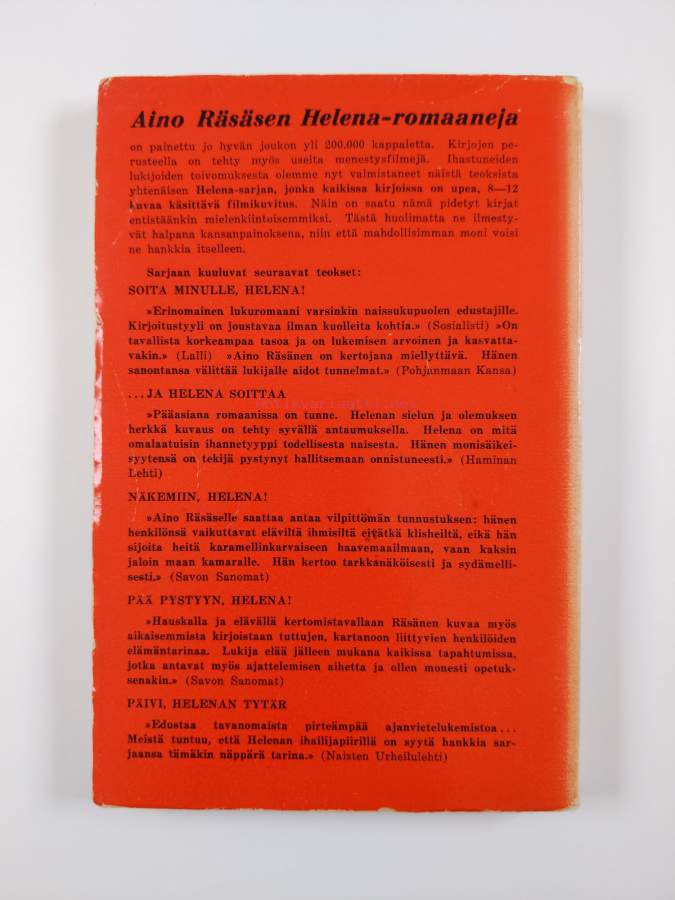 Aino Räsäsen Helena-romaaneja
on painettu jo hyvän joukon yli 200.000 kappaletta. Kirjojen pe-
rusteella on tehty myös useita menestysfilmejä. Ihastuneiden
lukijoiden toivomuksesta olemme nyt valmistaneet näistä teoksista
yhtenäisen Helena-sarjan, jonka kaikissa kirjoissa on upea, 8—12
kuvaa käsittävä filmikuvitus. Näin on saatu nämä pidetyt kirjat
entistäänkin mielenkiintoisemmiksi. Tästä huolimatta ne ilmesty-
vät halpana kansanpainoksena, niin että mahdollisimman moni voisi
ne hankkia itselleen.
Sarjaan kuuluvat seuraavat teokset:
SOITA MINULLE, HELENA!
»Erinomainen lukuromaani varsinkin naissukupuolen edustajille.
Kirjoitustyyli on joustavaa ilman kuolleita kohtia.» (Sosialisti) »On
tavallista korkeampaa tasoa ja on lukemisen arvoinen ja kasvatta-
vakin.» (Lalli) »Aino Räsänen on kertojana miellyttävä. Hänen
sanontansa välittää lukijalle aidot tunnelmat.» (Pohjanmaan Kansa)
...JA HELENA SOITTAA
»Pääasiana romaanissa on tunne. Helenan sielun ja olemuksen
herkkä kuvaus on tehty syvällä antaumuksella. Helena on mitä
omalaatuisin ihannetyyppi todellisesta naisesta. Hänen monisäikei-
syytensä on tekijä pystynyt hallitsemaan onnistuneesti.» (Haminan
Lehti)
NÄKEMIIN, HELENA!
»Aino Räsäselle saattaa antaa vilpittömän tunnustuksen: hänen
henkilönsä vaikuttavat eläviltä ihmisiltä eivätkä klisheiltä, eikä hän
sijoita heitä karamellinkarvaiseen haavemaailmaan, vaan kaksin
jaloin maan kamaralle. Hän kertoo tarkkanäköisesti ja sydämelli-
sesti.» (Savon Sanomat)
PÄÄ PYSTYYN, HELENA!
»Hauskalla ja elävällä kertomistavallaan Räsänen kuvaa myös
aikaisemmista kirjoistaan tuttujen, kartanoon liittyvien henkilöiden
elämäntarinaa. Lukija elää jälleen mukana kaikissa tapahtumissa,
jotka antavat myös ajattelemisen aihetta ja ollen monesti opetuk-
senakin.» (Savon Sanomat)
PÄIVI, HELENAN TYTÄR
»Edustaa tavanomaista pirteämpää ajanvietelukemistoa...
Meistä tuntuu, että Helenan ihailijapiirillä on syytä hankkia sar-
jaansa tämäkin näppärä tarina.» (Naisten Urheilulehti)